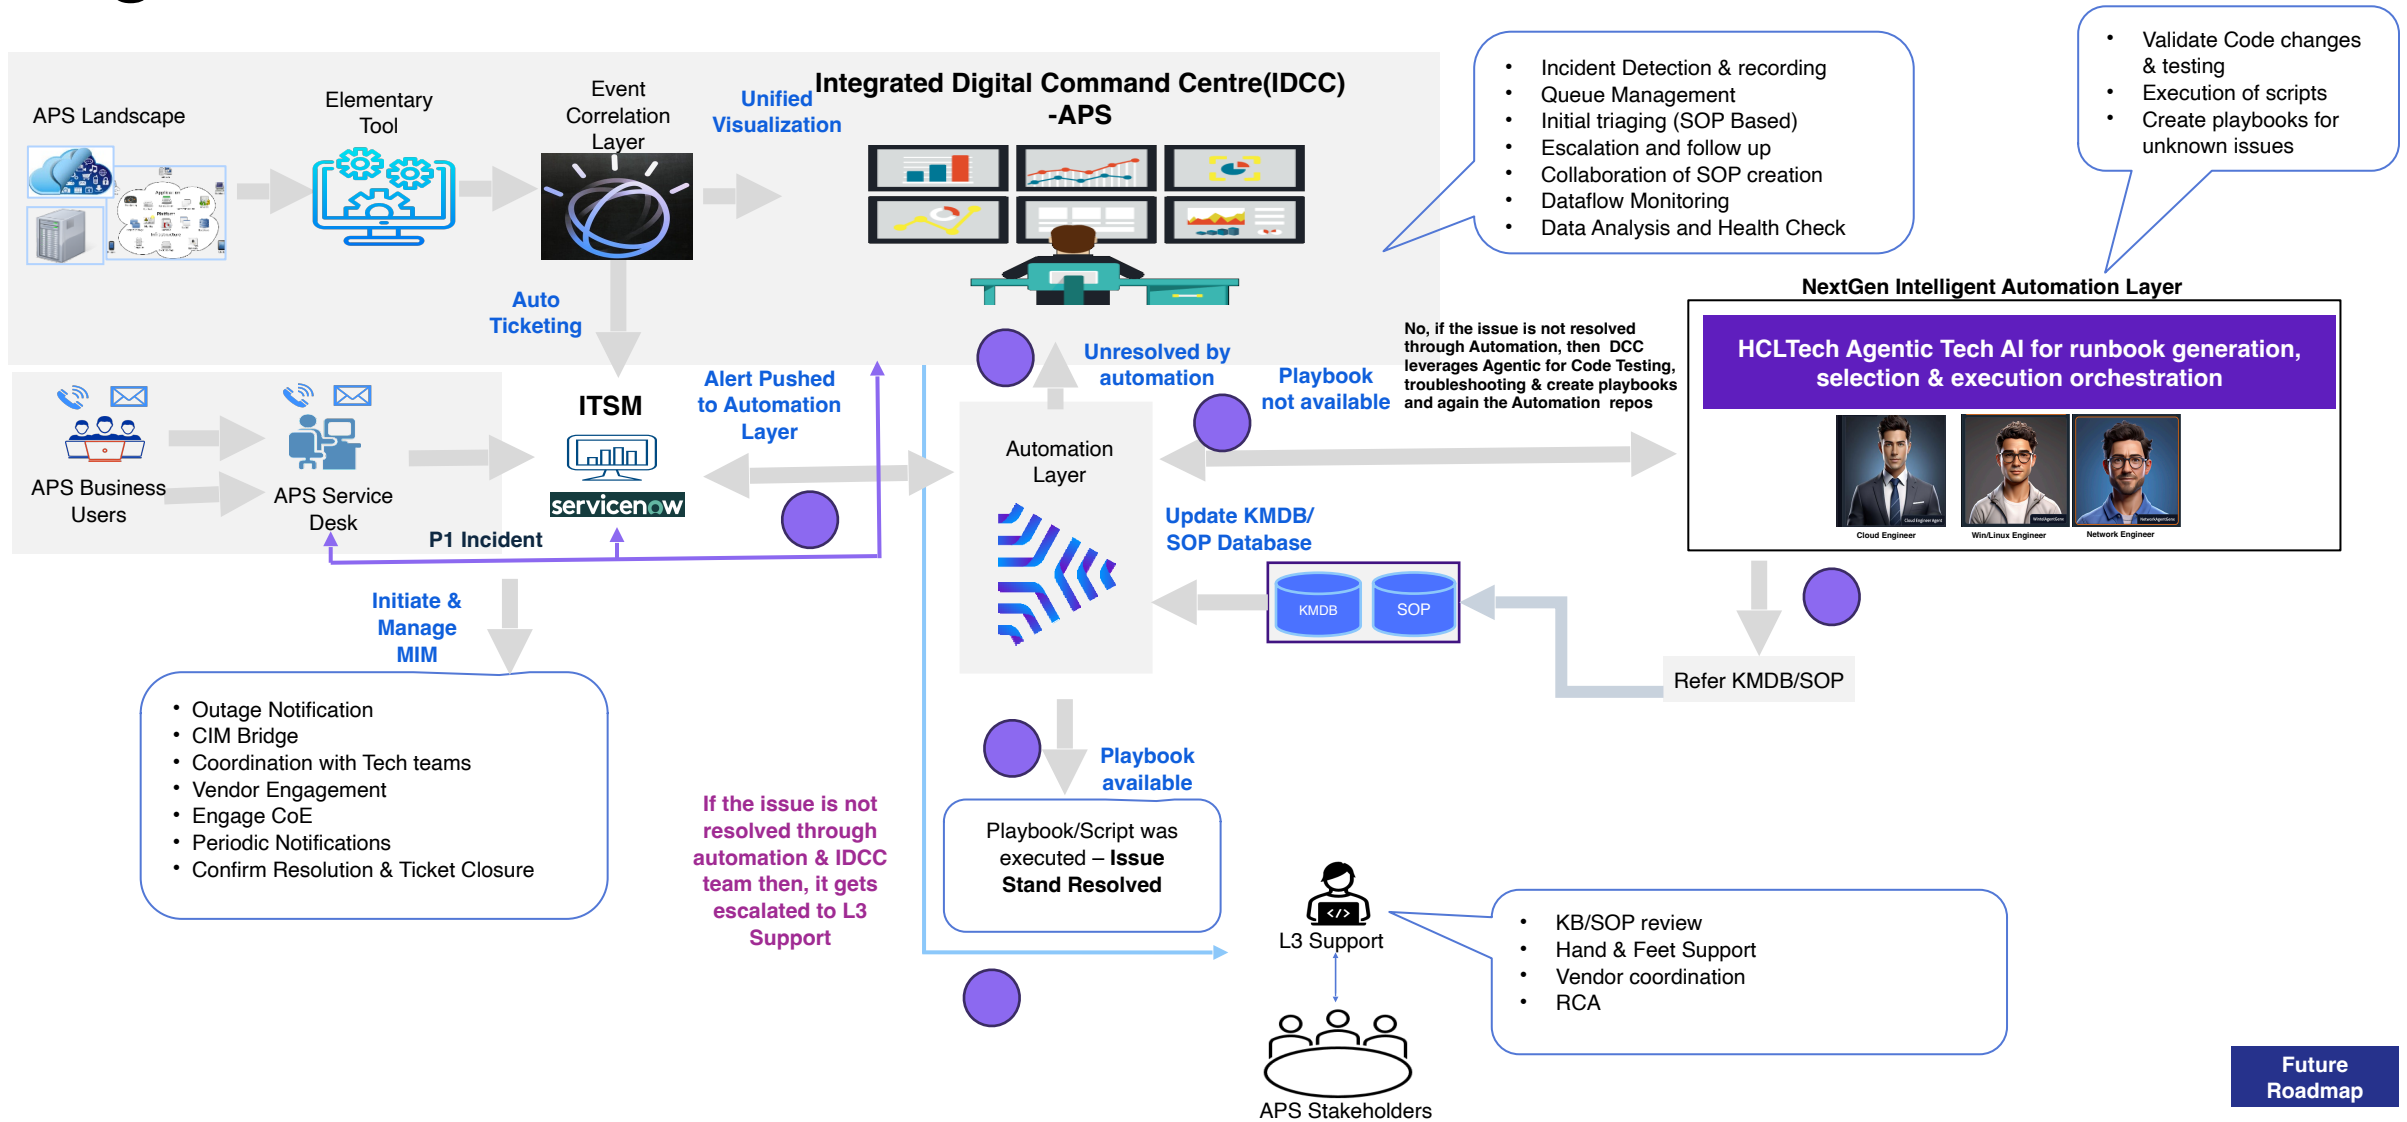 APS Landscape
Elementary
Tool
Event
Correlation
Layer
Unified
Visualization
Integrated Digital Command Centre(IDCC)
-APS
• Incident Detection & recording
• Queue Management
• Initial triaging (SOP Based)
• Escalation and follow up
• Collaboration of SOP creation
• Dataflow Monitoring
• Data Analysis and Health Check
• Validate Code changes
& testing
• Execution of scripts
• Create playbooks for
unknown issues
Auto
Ticketing
NextGen Intelligent Automation Layer
HCLTech Agentic Tech AI for runbook generation,
selection & execution orchestration
Cloud Engineer
Win/Linux Engineer
Network Engineer
No, if the issue is not resolved
through Automation, then DCC
leverages Agentic for Code Testing,
troubleshooting & create playbooks
and again the Automation repos
Unresolved by
automation
Playbook
not available
Alert Pushed
to Automation
Layer
ITSM
servicenow
APS Business
Users
APS Service
Desk
P1 Incident
Automation
Layer
Update KMDB/
SOP Database
KMDB
SOP
Refer KMDB/SOP
Initiate &
Manage
MIM
• Outage Notification
• CIM Bridge
• Coordination with Tech teams
• Vendor Engagement
• Engage CoE
• Periodic Notifications
• Confirm Resolution & Ticket Closure
Playbook
available
If the issue is not
resolved through
automation & IDCC
team then, it gets
escalated to L3
Support
Playbook/Script was
executed – Issue
Stand Resolved
</>
L3 Support
• KB/SOP review
• Hand & Feet Support
• Vendor coordination
• RCA
APS Stakeholders
Future
Roadmap